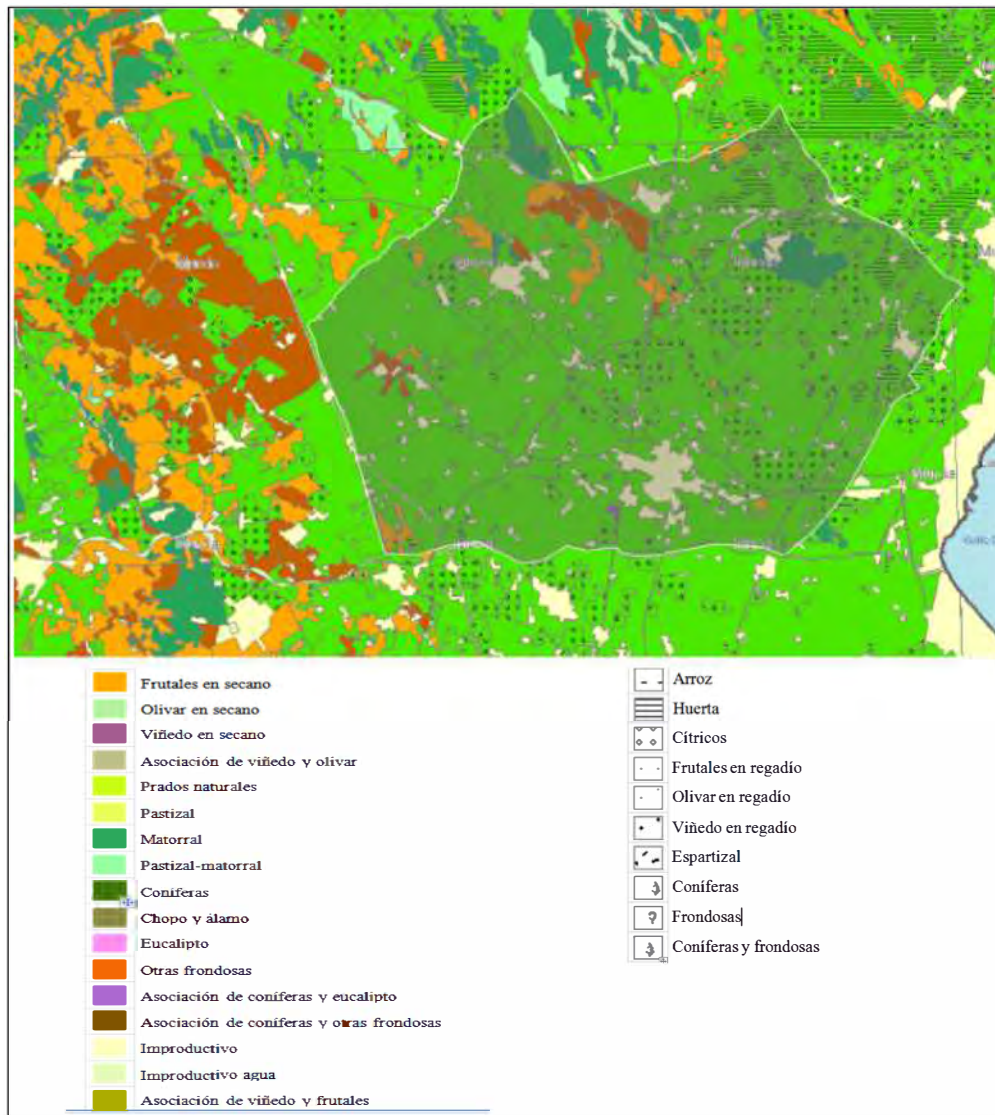 Frutales en secano
Olivar en secano
Viñedo en secano
Asociación de viñedo y olivar
Prados naturales
Pastizal
Matorral
Pastizal-matorral
Coníferas
Chopo y álamo
Eucalipto
Otras frondosas
Asociación de coníferas y eucalipto
Asociación de coníferas y otras frondosas
Improductivo
Improductivo agua
Asociación de viñedo y frutales
Arroz
Huerta
Cítricos
Frutales en regadío
Olivar en regadío
Viñedo en regadío
Espartizal
Coníferas
Frondosas
Coníferas y frondosas